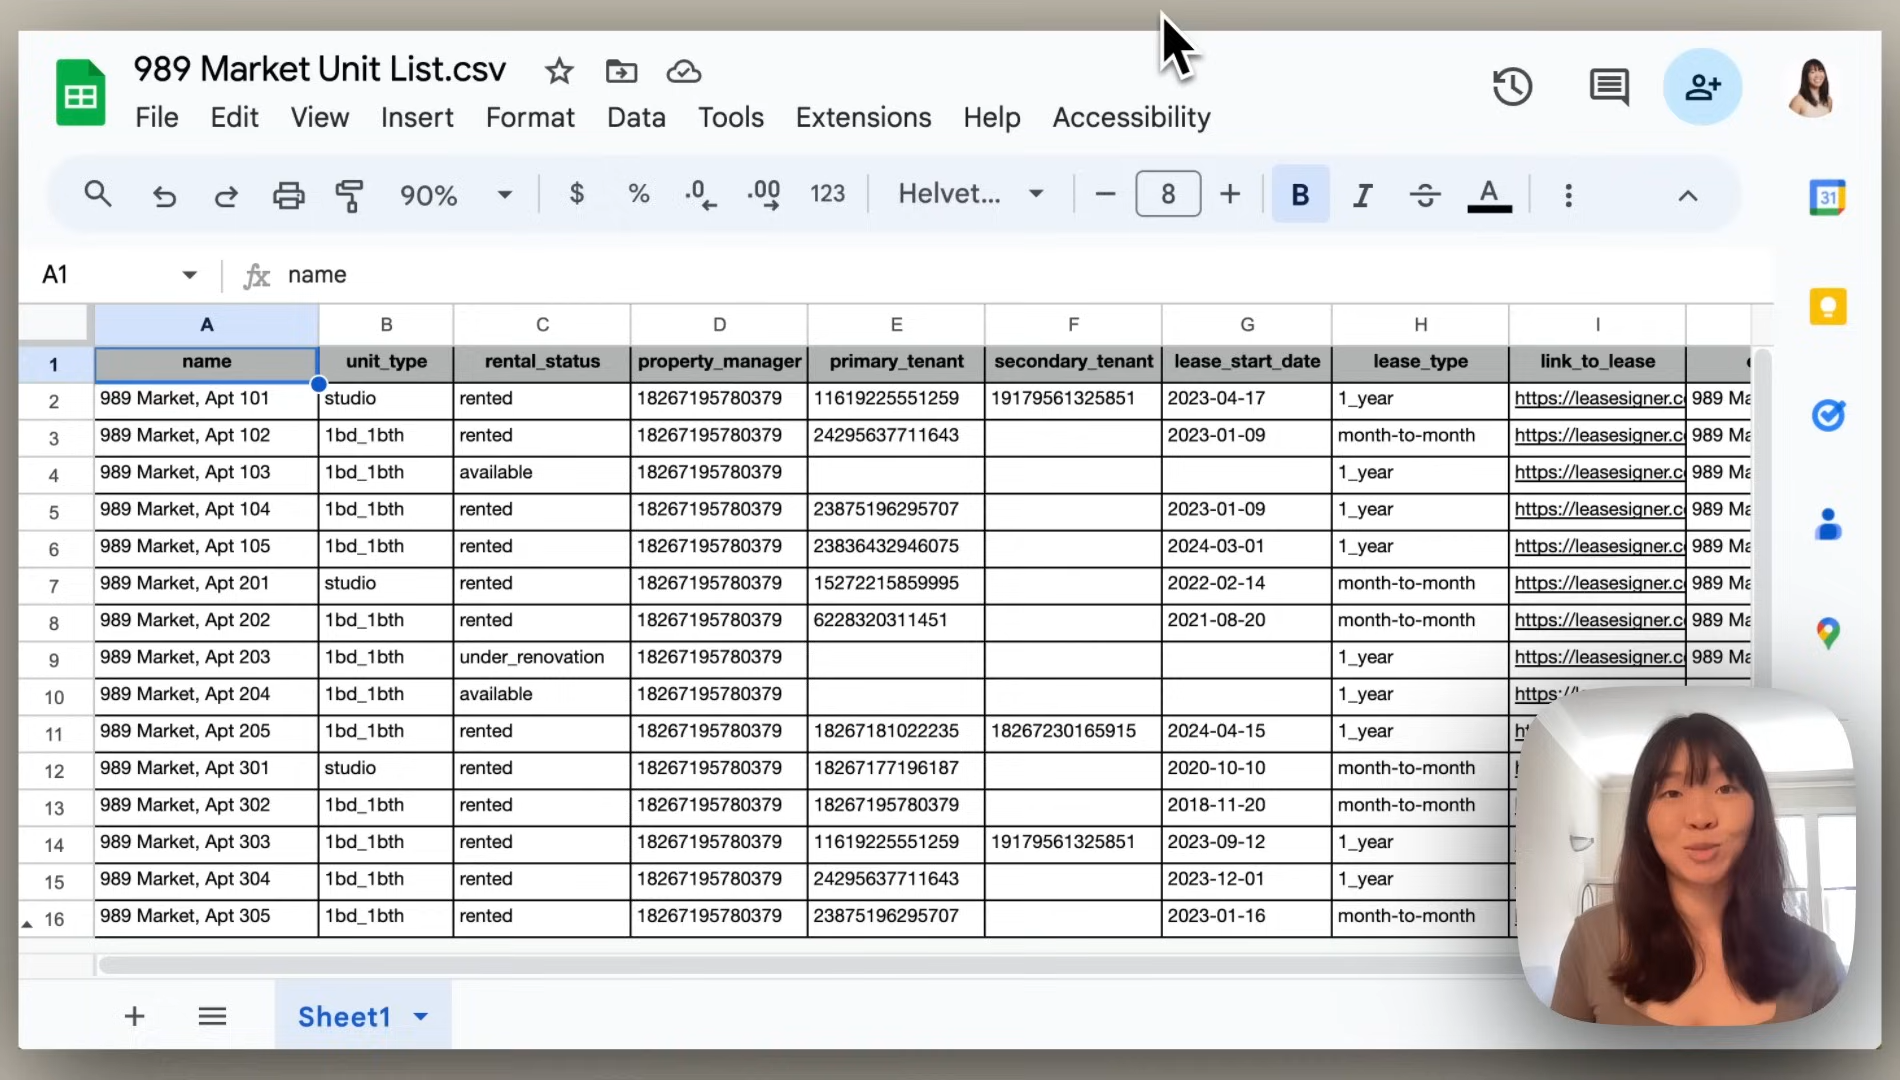 989 Market Unit List.csv
File Edit View Insert Format Data Tools Extensions Help Accessibility
90% $ % .0 .00 123 Helvet... 8 B I A
31
A1 fx name
A B C D E F G H I
1 name unit_type rental_status property_manager primary_tenant secondary_tenant lease_start_date lease_type link_to_lease
2 989 Market, Apt 101 studio rented 18267195780379 11619225551259 19179561325851 2023-04-17 1_year https://leasesigner.c 989 Ma
3 989 Market, Apt 102 1bd_1bth rented 18267195780379 24295637711643 2023-01-09 month-to-month https://leasesigner.c 989 Ma
4 989 Market, Apt 103 1bd_1bth available 18267195780379 1_year https://leasesigner.c 989 Ma
5 989 Market, Apt 104 1bd_1bth rented 18267195780379 23875196295707 2023-01-09 1_year https://leasesigner.c 989 Ma
6 989 Market, Apt 105 1bd_1bth rented 18267195780379 23836432946075 2024-03-01 1_year https://leasesigner.c 989 Ma
7 989 Market, Apt 201 studio rented 18267195780379 15272215859995 2022-02-14 month-to-month https://leasesigner.c 989 Ma
8 989 Market, Apt 202 1bd_1bth rented 18267195780379 6228320311451 2021-08-20 month-to-month https://leasesigner.c 989 Ma
9 989 Market, Apt 203 1bd_1bth under_renovation 18267195780379 1_year https://leasesigner.c 989 Ma
10 989 Market, Apt 204 1bd_1bth available 18267195780379 1_year https:/
11 989 Market, Apt 205 1bd_1bth rented 18267195780379 18267181022235 18267230165915 2024-04-15 1_year
12 989 Market, Apt 301 studio rented 18267195780379 18267177196187 2020-10-10 month-to-month
13 989 Market, Apt 302 1bd_1bth rented 18267195780379 18267195780379 2018-11-20 month-to-month
14 989 Market, Apt 303 1bd_1bth rented 18267195780379 11619225551259 19179561325851 2023-09-12 1_year
15 989 Market, Apt 304 1bd_1bth rented 18267195780379 24295637711643 2023-12-01 1_year
16 989 Market, Apt 305 1bd_1bth rented 18267195780379 23875196295707 2023-01-16 month-to-month
Sheet1